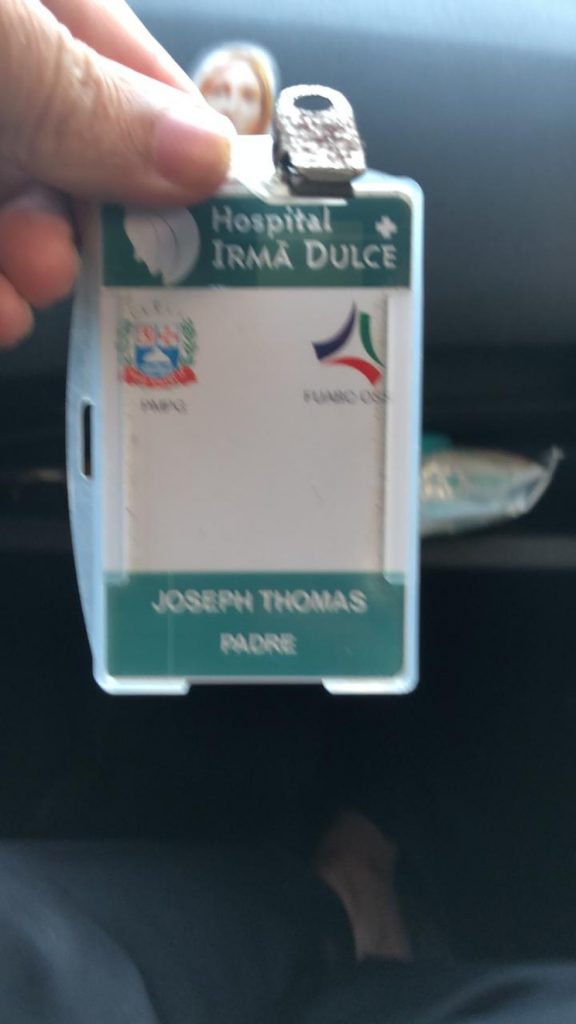 Hospital
IRMÃ DULCE
PMPG
FUABC-OSS
JOSEPH THOMAS
PADRE